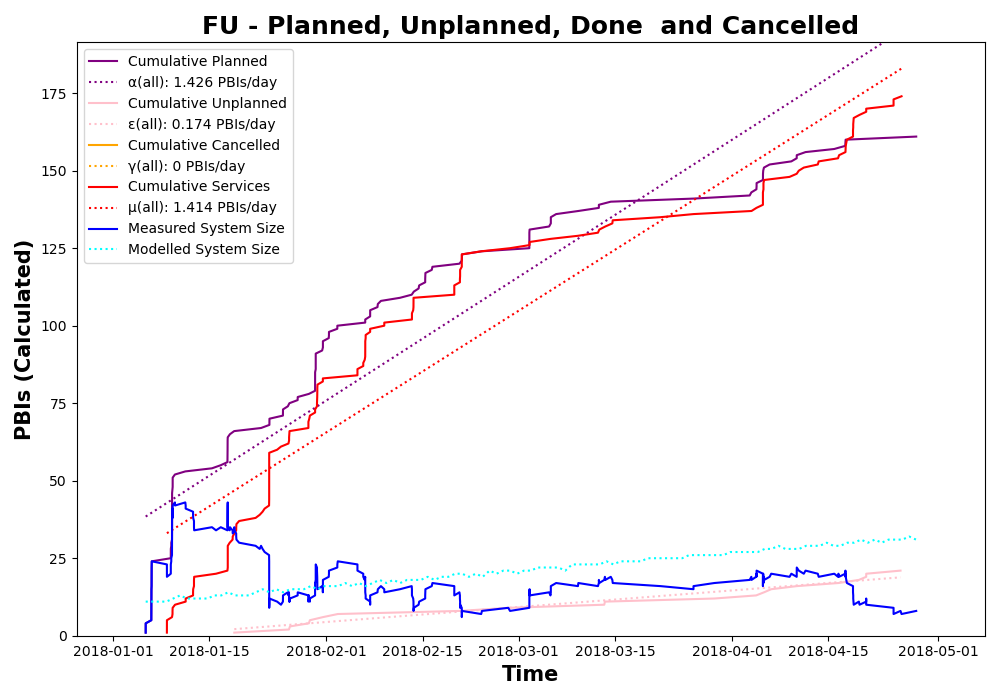 FU - Planned, Unplanned, Done  and Cancelled
Cumulative Planned
α(all): 1.426 PBIs/day
Cumulative Unplanned
ε(all): 0.174 PBIs/day
Cumulative Cancelled
γ(all): 0 PBIs/day
Cumulative Services
μ(all): 1.414 PBIs/day
Measured System Size
Modelled System Size
PBIs (Calculated)
175
150
125
100
75
50
25
0
2018-01-01 2018-01-15 2018-02-01 2018-02-15 2018-03-01 2018-03-15 2018-04-01 2018-04-15 2018-05-01
Time